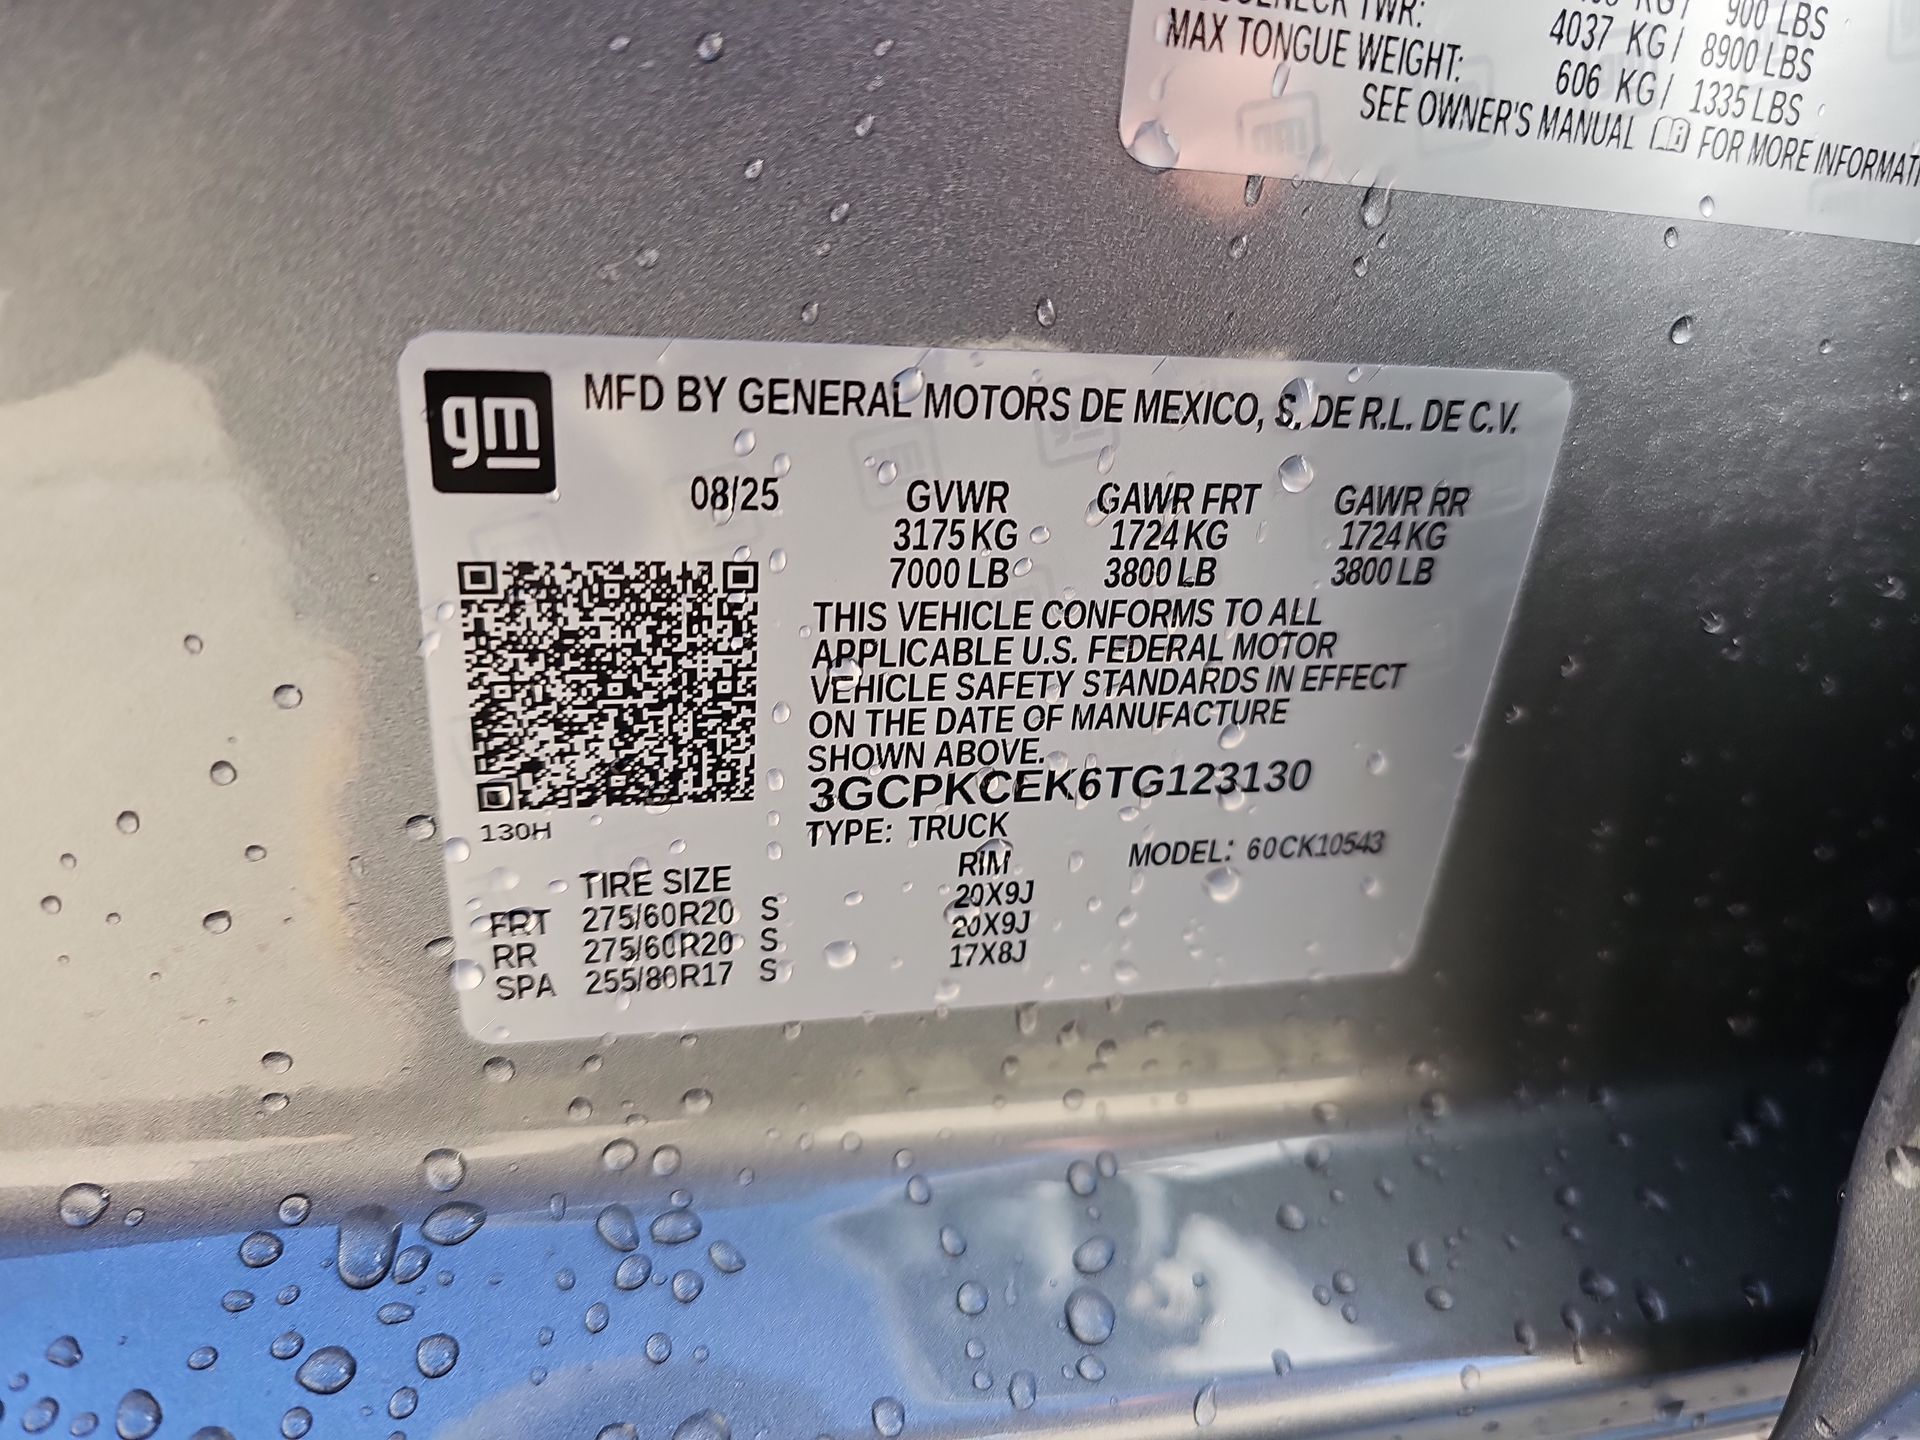 TWR: 900 LBS
MAX TONGUE WEIGHT: 4037 KG / 8900 LBS
606 KG / 1335 LBS
SEE OWNER'S MANUAL FOR MORE
gm MFD BY GENERAL MOTORS DE MEXICO, S. DE R.L. DE C.V.
08/25 GVWR GAWR FRT GAWR RR
3175 KG 1724 KG 1724 KG
7000 LB 3800 LB 3800 LB
THIS VEHICLE CONFORMS TO ALL
APPLICABLE U.S. FEDERAL MOTOR
VEHICLE SAFETY STANDARDS IN EFFECT
ON THE DATE OF MANUFACTURE
SHOWN ABOVE.
3GCPKCEK6TG123130
130H TYPE: TRUCK
MODEL: 60CK10543
TIRE SIZE RIM
FRT 275/60R20 S 20X9J
RR 275/60R20 S 20X9J
SPA 255/80R17 S 17X8J